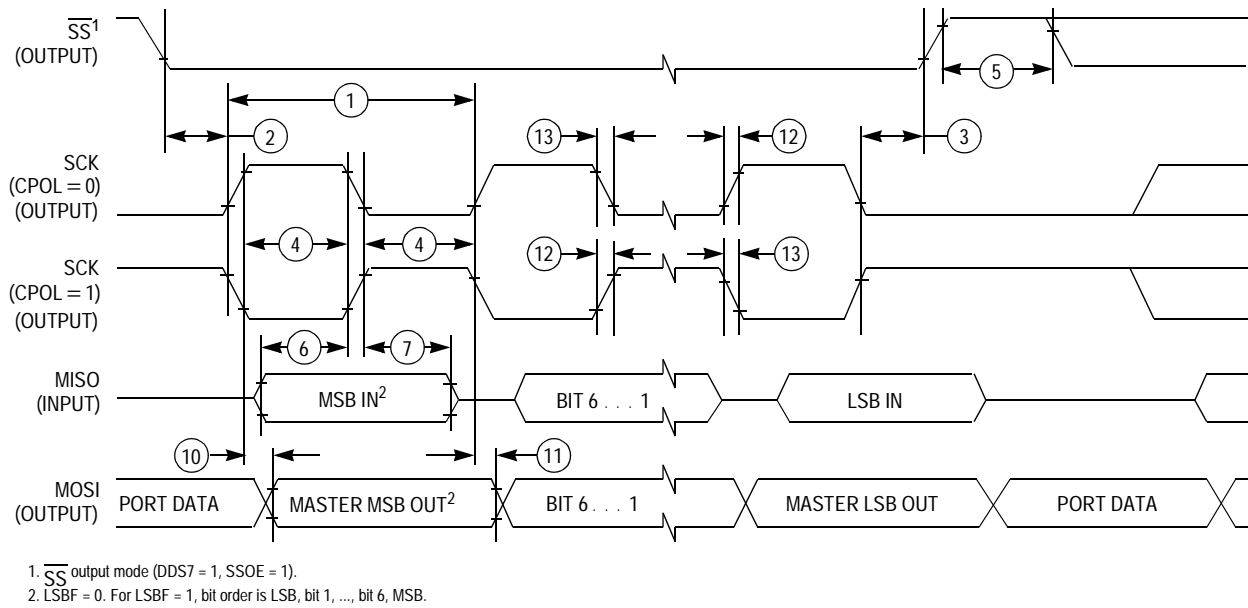 SS¹
(OUTPUT)
5
1
2
13
12
3
SCK
(CPOL = 0)
(OUTPUT)
4
4
12
13
SCK
(CPOL = 1)
(OUTPUT)
6
7
MISO
(INPUT)
MSB IN²
BIT 6 . . . 1
LSB IN
10
11
MOSI
(OUTPUT)
PORT DATA
MASTER MSB OUT²
BIT 6 . . . 1
MASTER LSB OUT
PORT DATA
1. SS output mode (DDS7 = 1, SSOE = 1).
2. LSBF = 0. For LSBF = 1, bit order is LSB, bit 1, ..., bit 6, MSB.